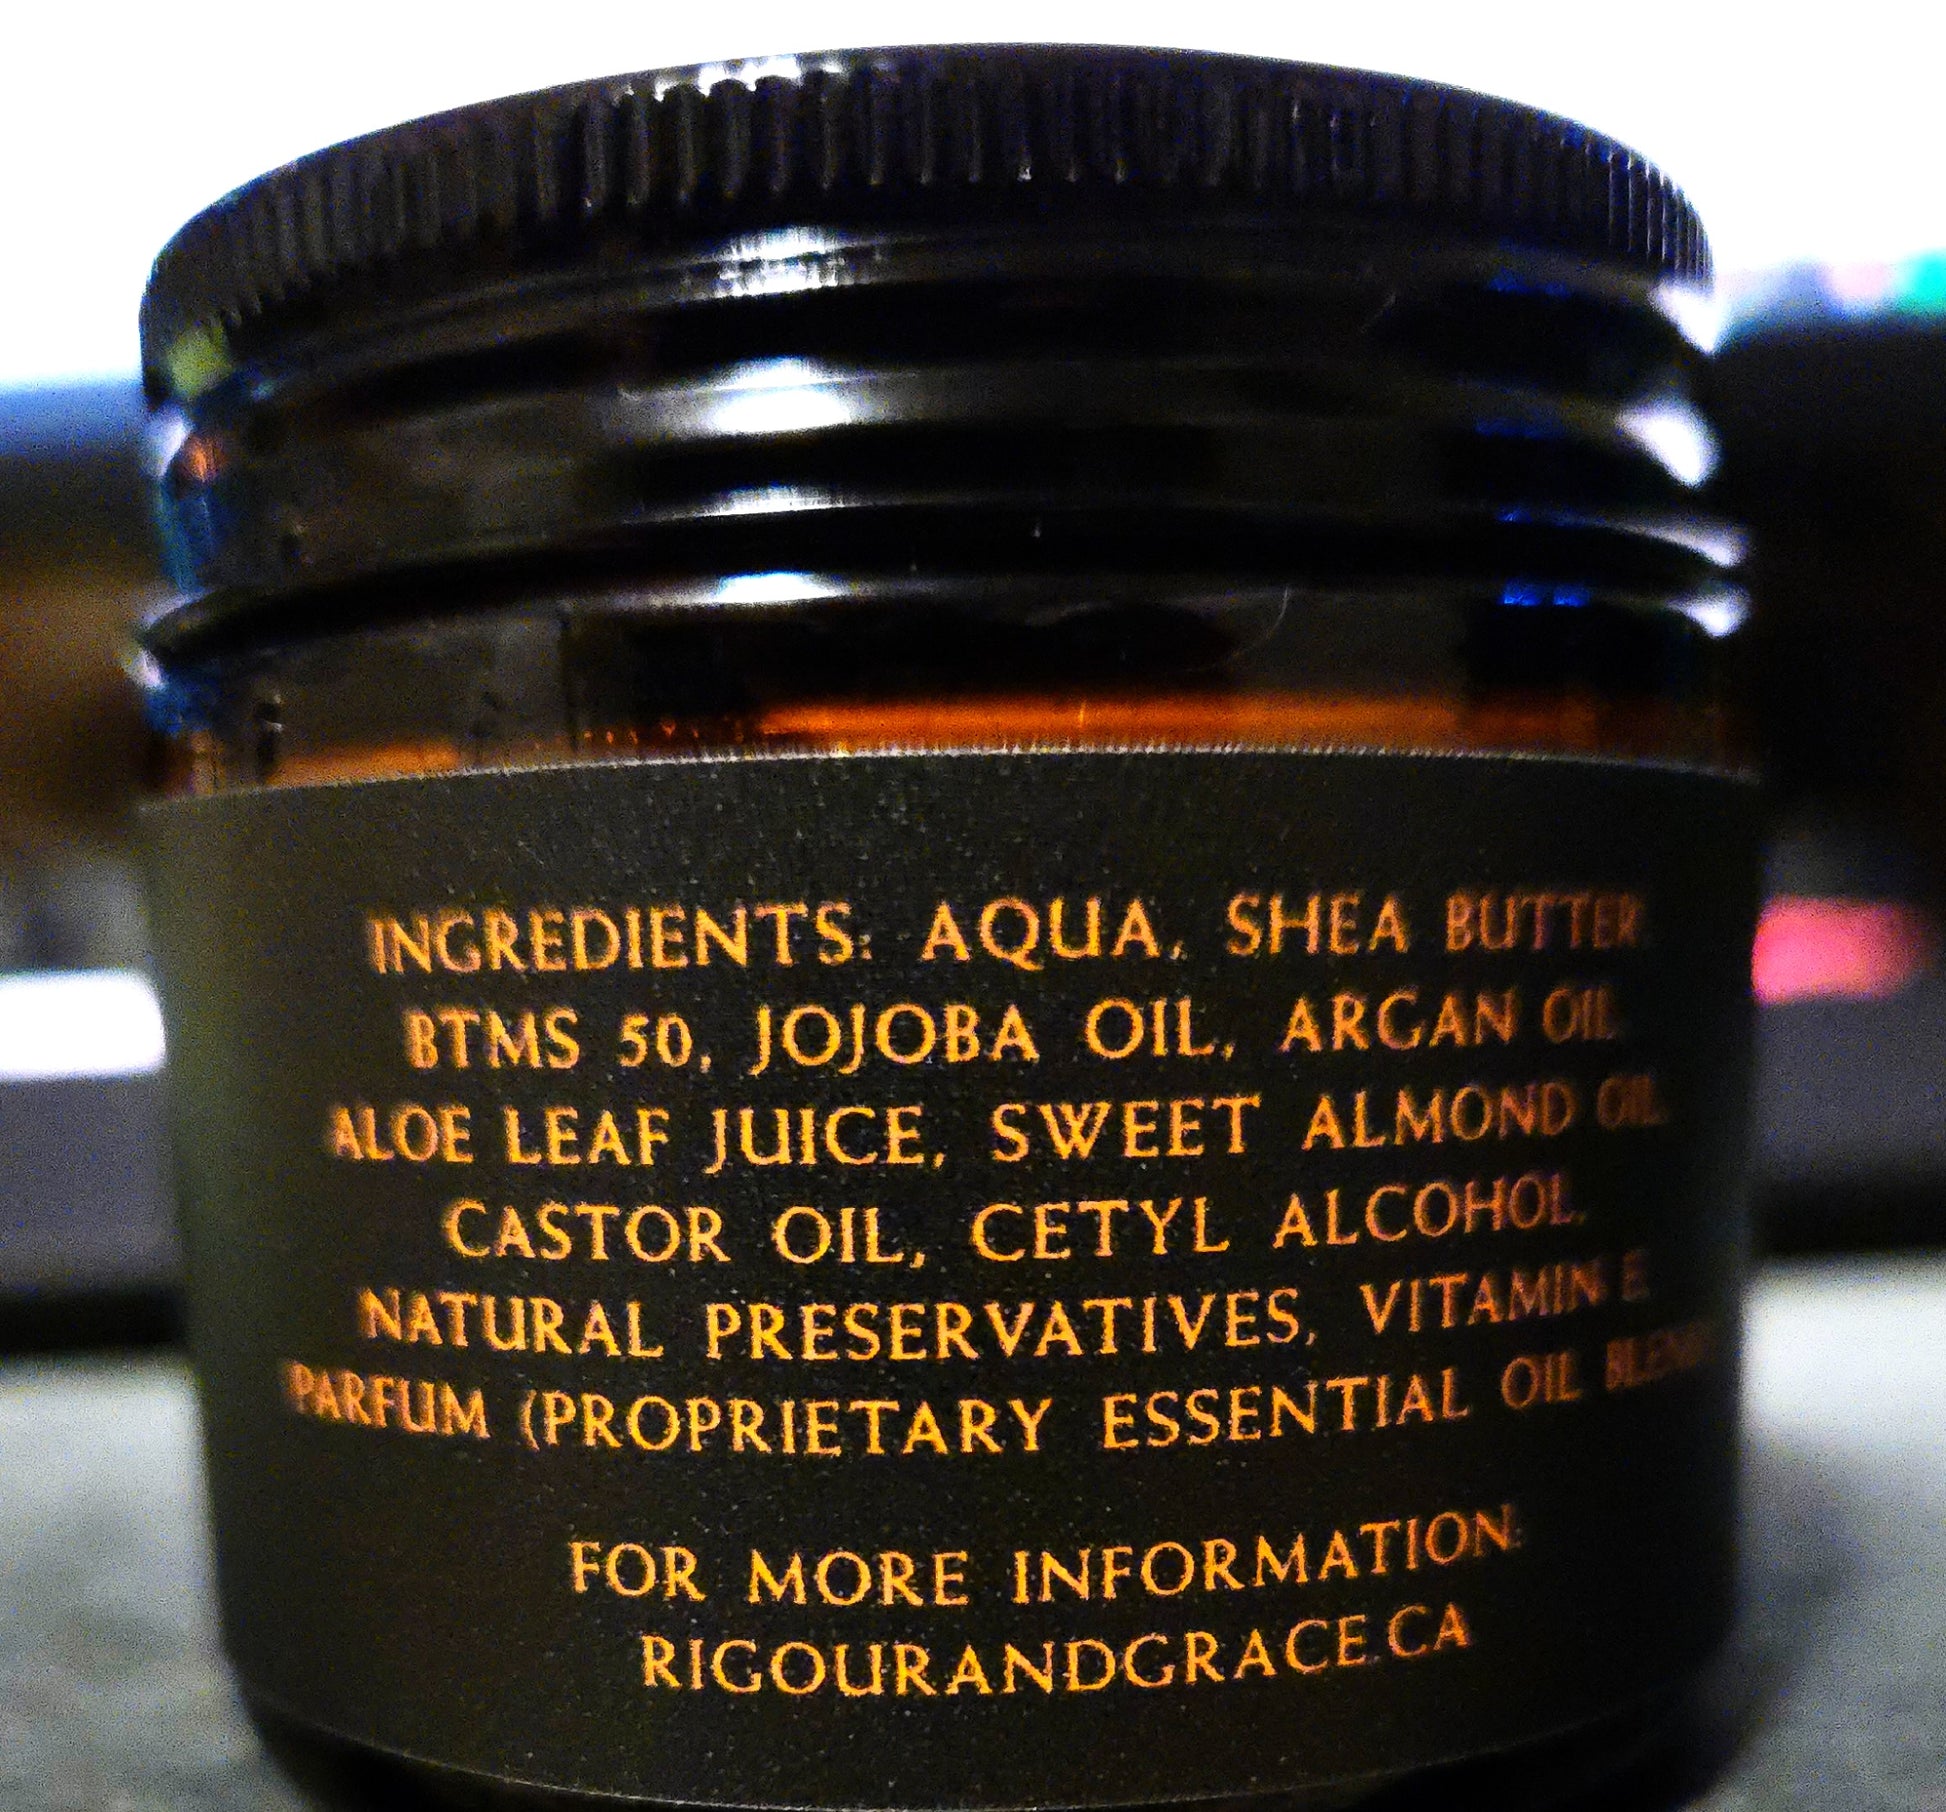 INGREDIENTS: AQUA, SHEA BUTTER
BTMS 50, JOJOBA OIL, ARGAN OIL
ALOE LEAF JUICE, SWEET ALMOND OIL
CASTOR OIL, CETYL ALCOHOL,
NATURAL PRESERVATIVES, VITAMIN E
PARFUM (PROPRIETARY ESSENTIAL OIL BLEND
FOR MORE INFORMATION:
RIGOURANDGRACE.CA